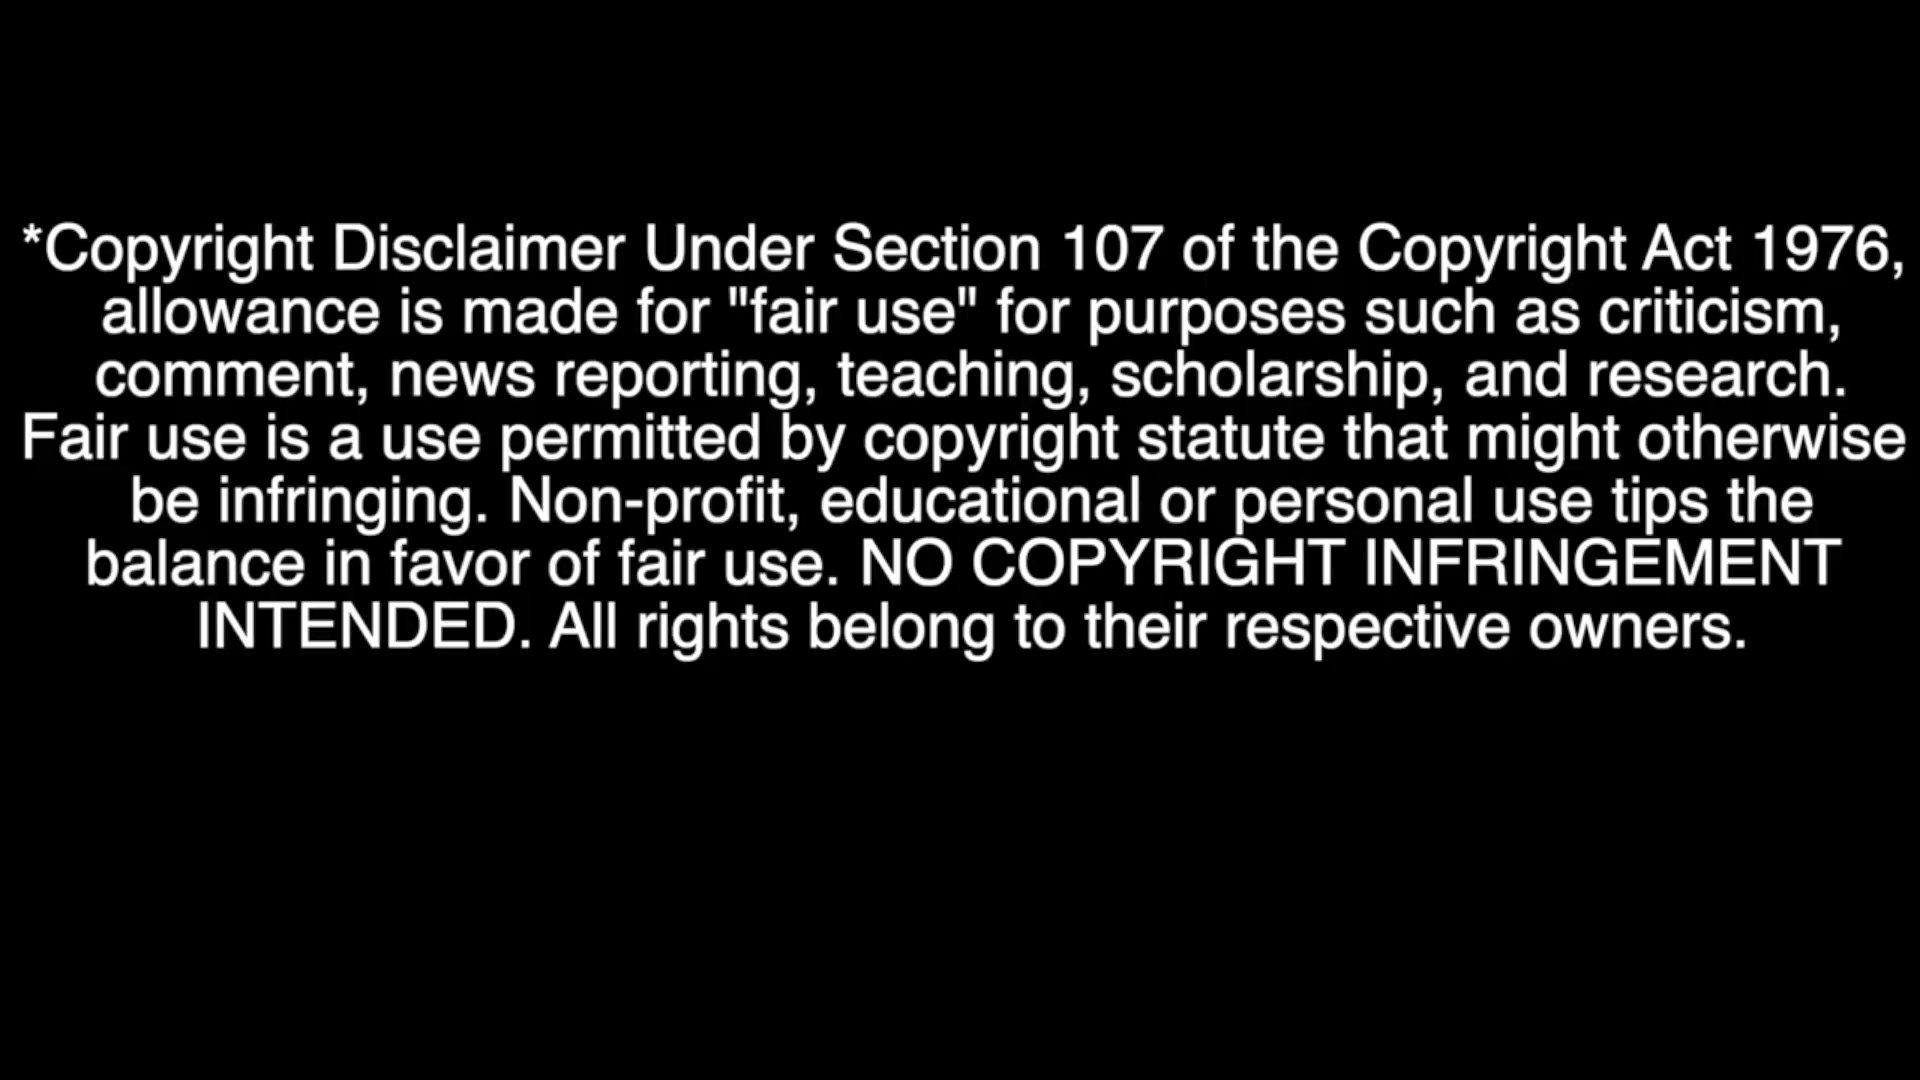 *Copyright Disclaimer Under Section 107 of the Copyright Act 1976,
allowance is made for "fair use" for purposes such as criticism,
comment, news reporting, teaching, scholarship, and research.
Fair use is a use permitted by copyright statute that might otherwise
be infringing. Non-profit, educational or personal use tips the
balance in favor of fair use. NO COPYRIGHT INFRINGEMENT
INTENDED. All rights belong to their respective owners.